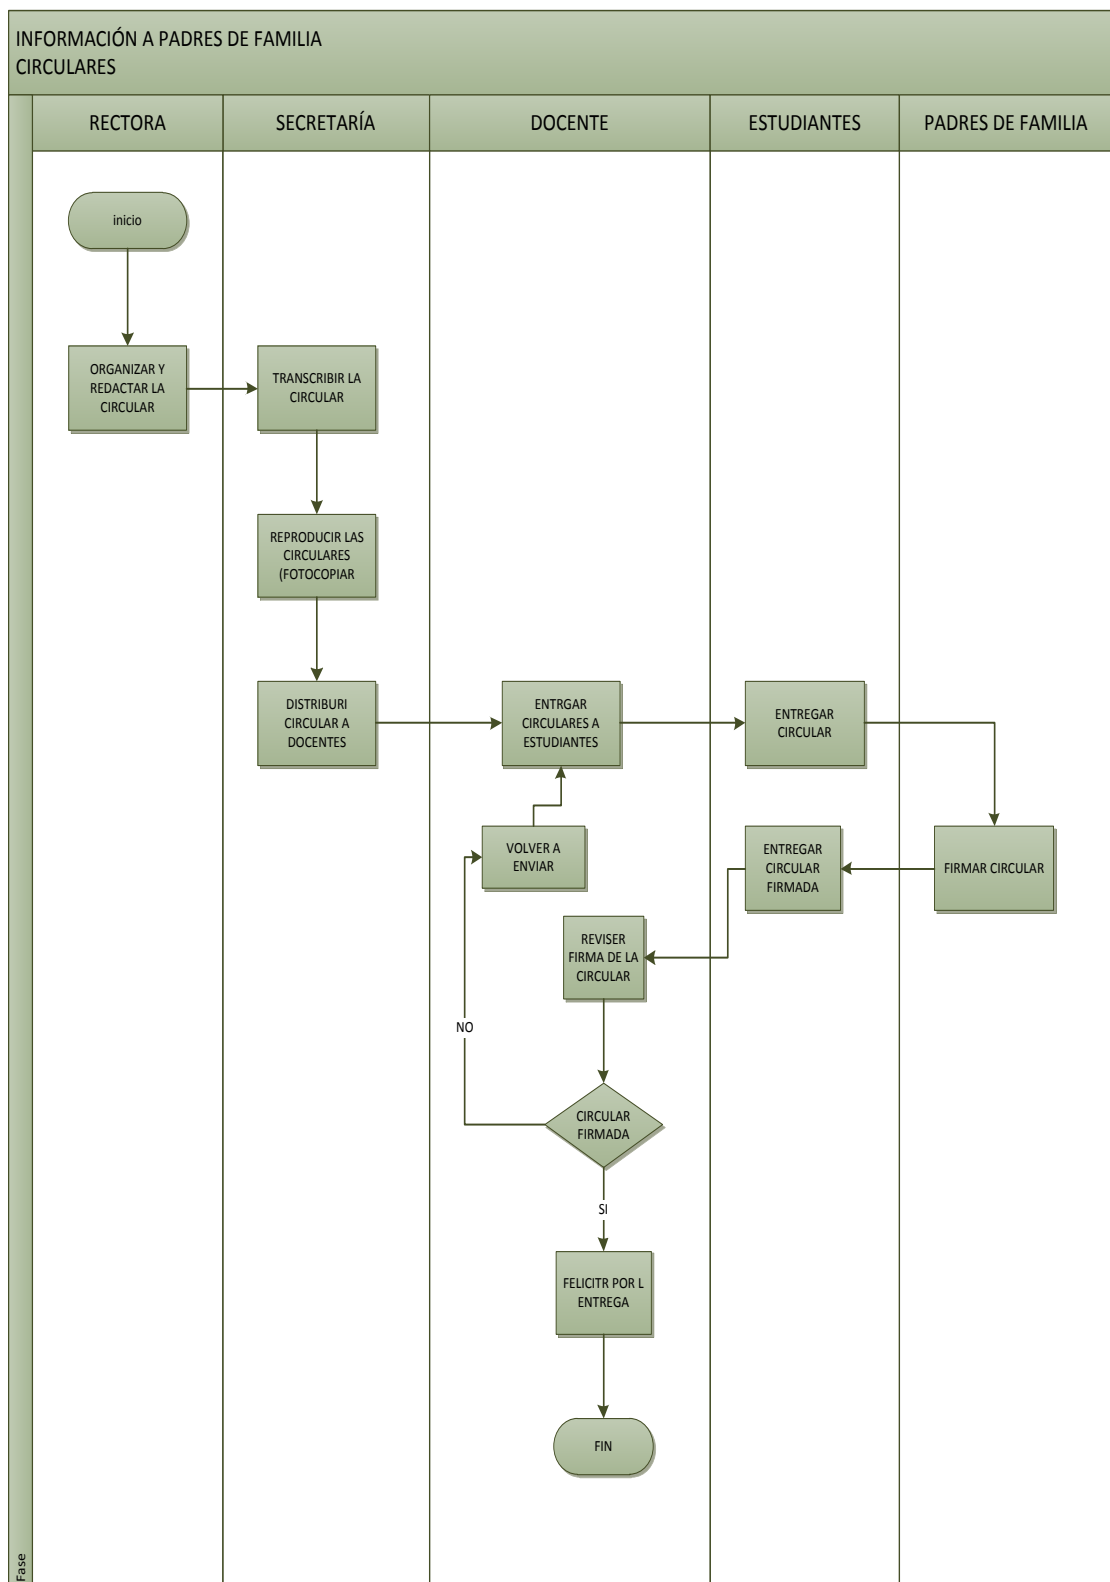 INFORMACIÓN A PADRES DE FAMILIA
CIRCULARES
RECTORA
SECRETARÍA
DOCENTE
ESTUDIANTES
PADRES DE FAMILIA
inicio
ORGANIZAR Y
REDACTAR LA
CIRCULAR
TRANSCRIBIR LA
CIRCULAR
REPRODUCIR LAS
CIRCULARES
(FOTOCOPIAR
DISTRIBURI
CIRCULAR A
DOCENTES
ENTRGAR
CIRCULARES A
ESTUDIANTES
ENTREGAR
CIRCULAR
VOLVER A
ENVIAR
ENTREGAR
CIRCULAR
FIRMADA
FIRMAR CIRCULAR
REVISER
FIRMA DE LA
CIRCULAR
NO
CIRCULAR
FIRMADA
SI
FELICITR POR L
ENTREGA
FIN
Fase